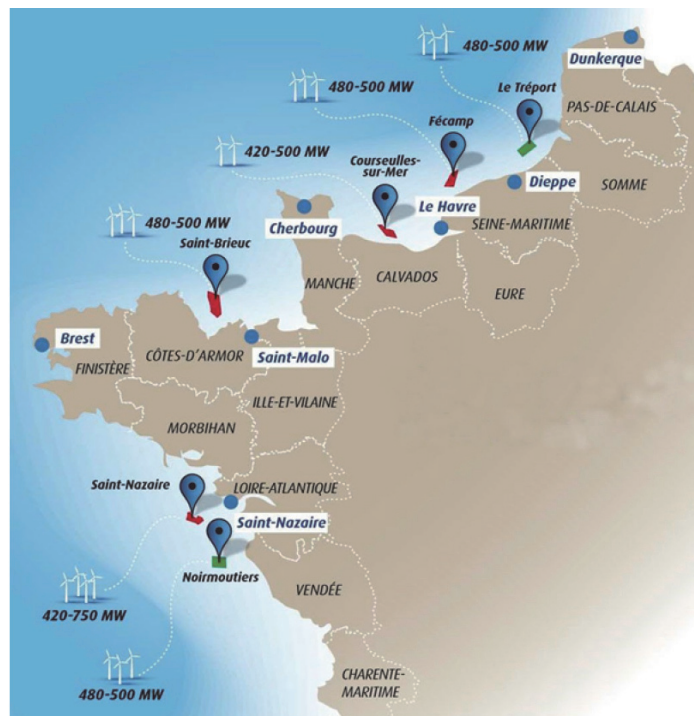 480-500 MW
Dunkerque
Le Tréport
480-500 MW
PAS-DE-CALAIS
Fécamp
420-500 MW
Courseulles-
sur-Mer
Dieppe
SOMME
Le Havre
SEINE-MARITIME
480-500 MW
Cherbourg
Saint-Brieuc
MANCHE
CALVADOS
EURE
Brest
CÔTES-D'ARMOR
Saint-Malo
FINISTÈRE
ILLE-ET-VILAINE
MORBIHAN
Saint-Nazaire
LOIRE-ATLANTIQUE
Saint-Nazaire
Noirmoutiers
VENDÉE
420-750 MW
480-500 MW
CHARENTE-
MARITIME